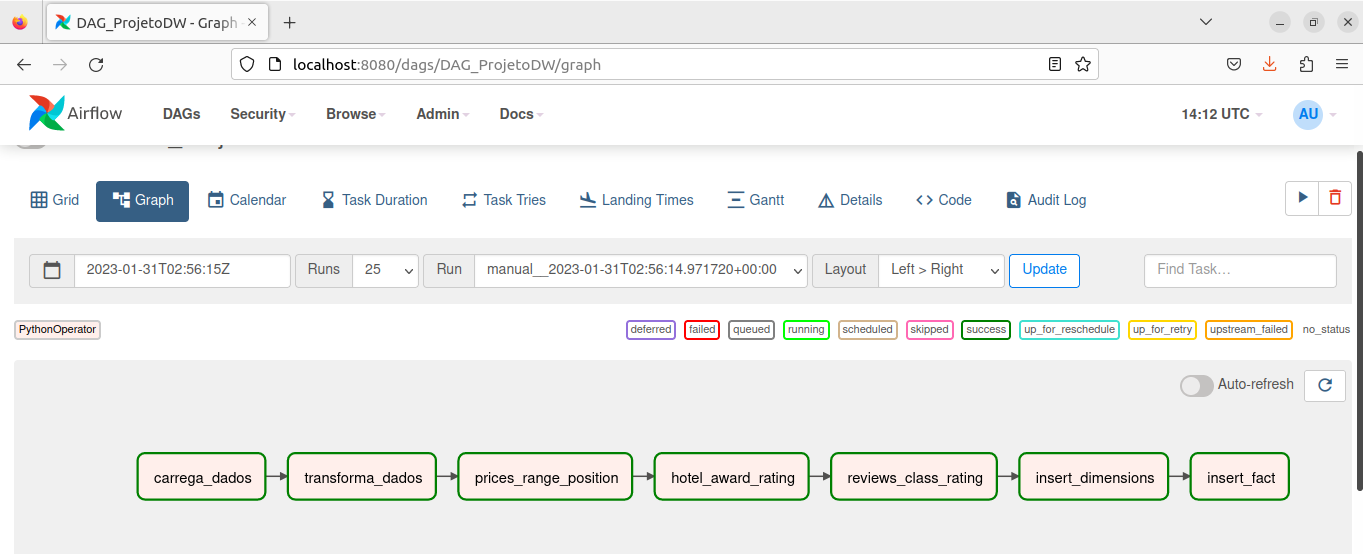 DAG_ProjetoDW - Graph
localhost:8080/dags/DAG_ProjetoDW/graph
Airflow DAGs Security Browse Admin Docs 14:12 UTC AU
Grid Graph Calendar Task Duration Task Tries Landing Times Gantt Details Code Audit Log
2023-01-31T02:56:15Z Runs 25 Run manual__2023-01-31T02:56:14.971720+00:00 Layout Left > Right Update Find Task…
PythonOperator deferred failed queued running scheduled skipped success up_for_reschedule up_for_retry upstream_failed no_status
Auto-refresh
carrega_dados transforma_dados prices_range_position hotel_award_rating reviews_class_rating insert_dimensions insert_fact